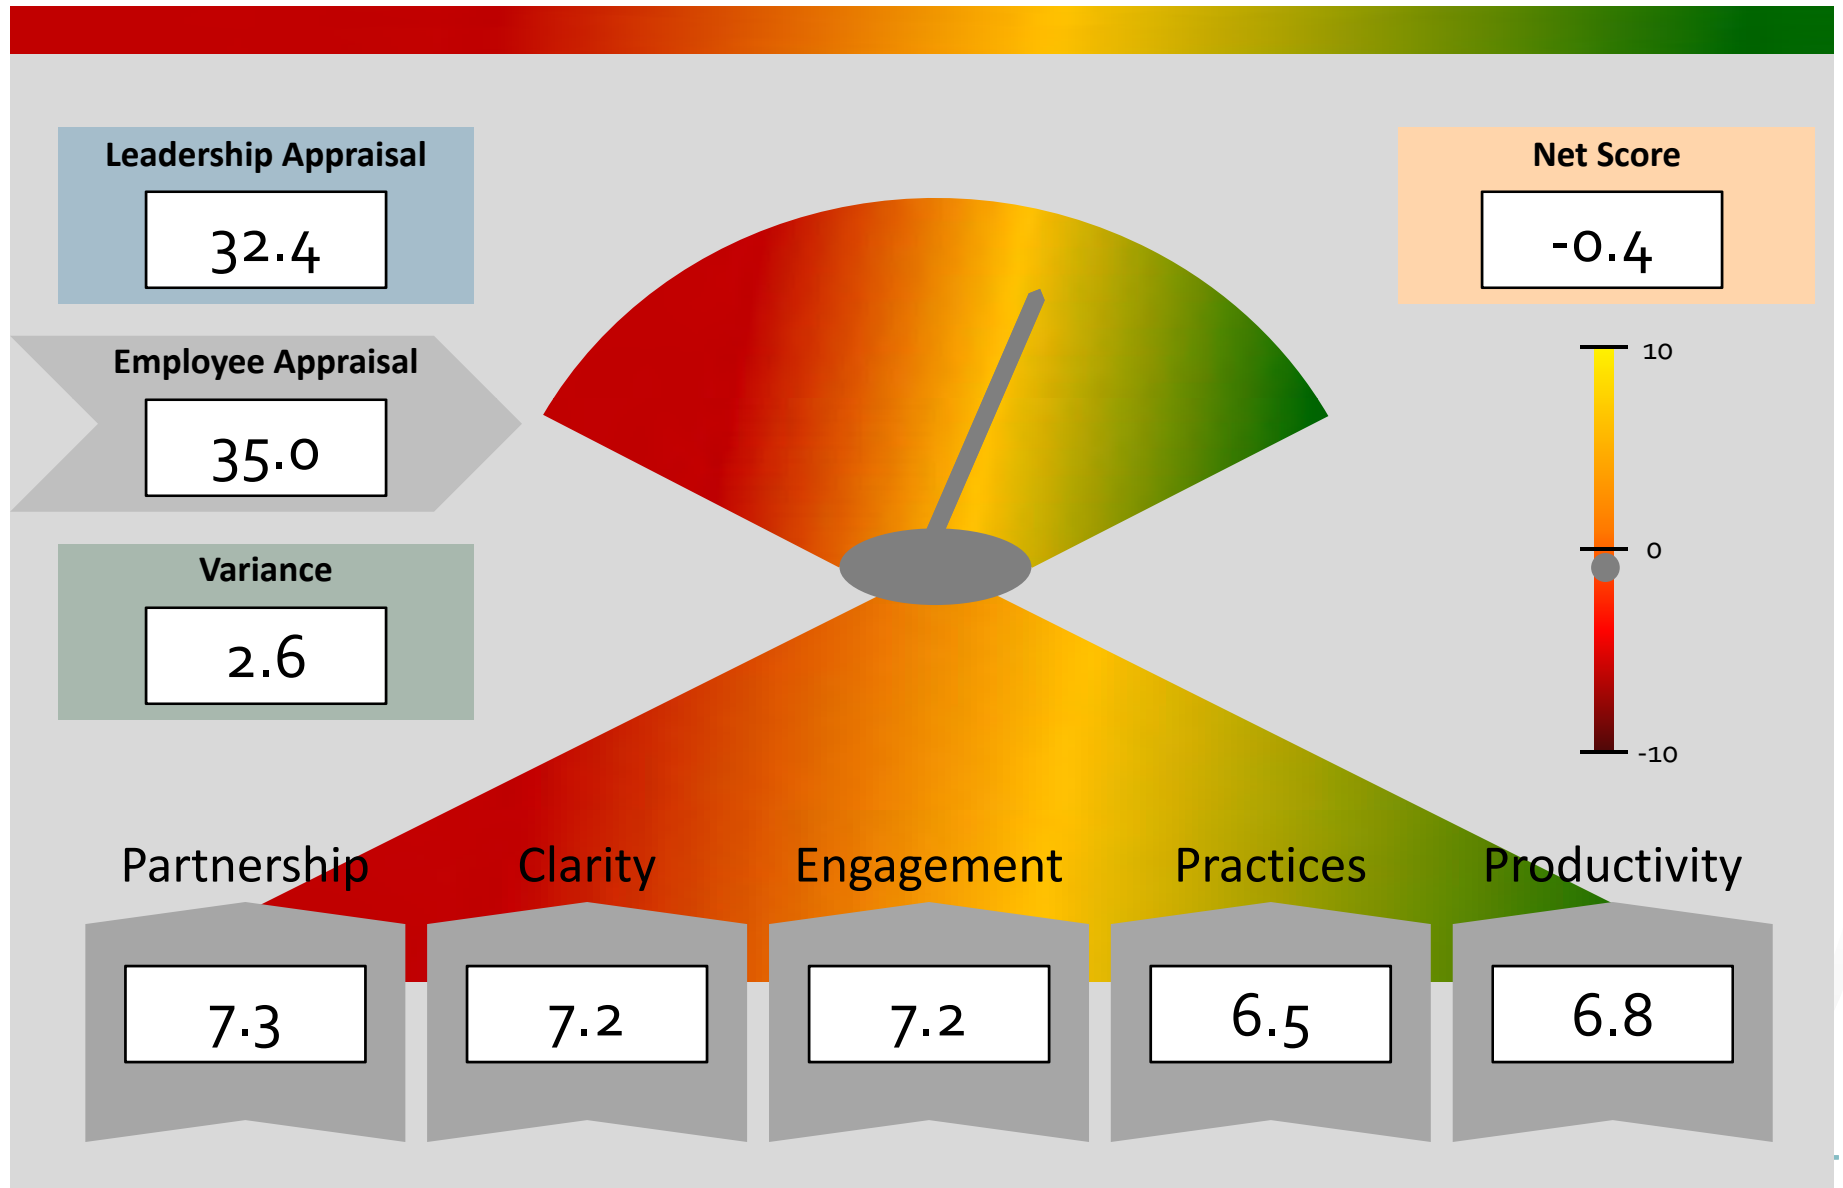 Leadership Appraisal
32.4
Net Score
-0.4
Employee Appraisal
35.0
10
0
-10
Variance
2.6
Partnership
Clarity
Engagement
Practices
Productivity
7.3
7.2
7.2
6.5
6.8